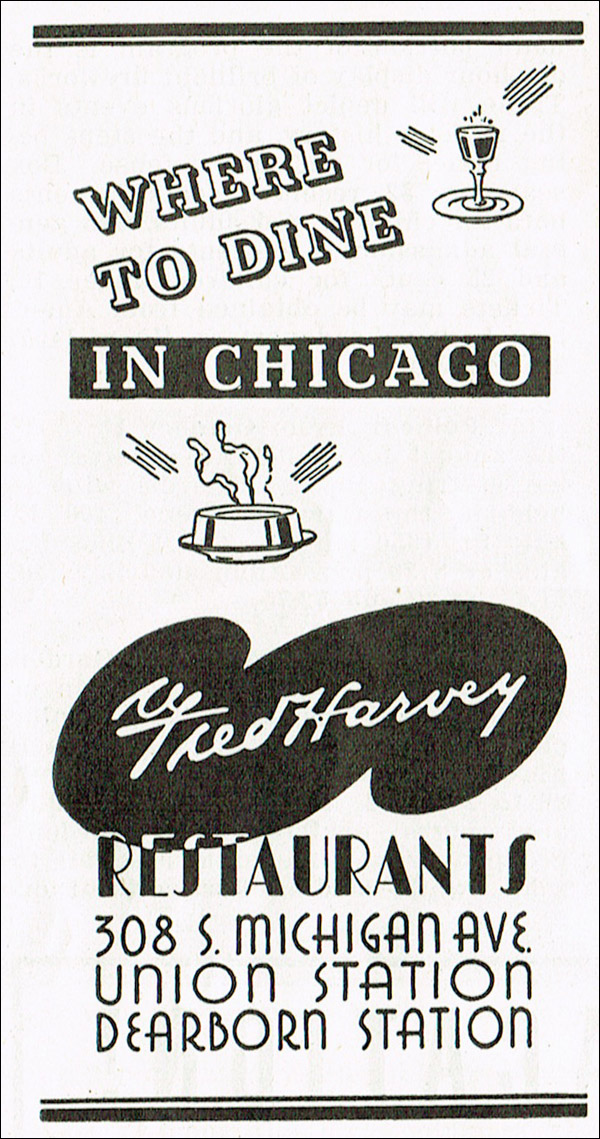 WHERE
TO DINE
IN CHICAGO
Fred Harvey
RESTAURANTS
308 S. MICHIGAN AVE.
UNION STATION
DEARBORN STATION